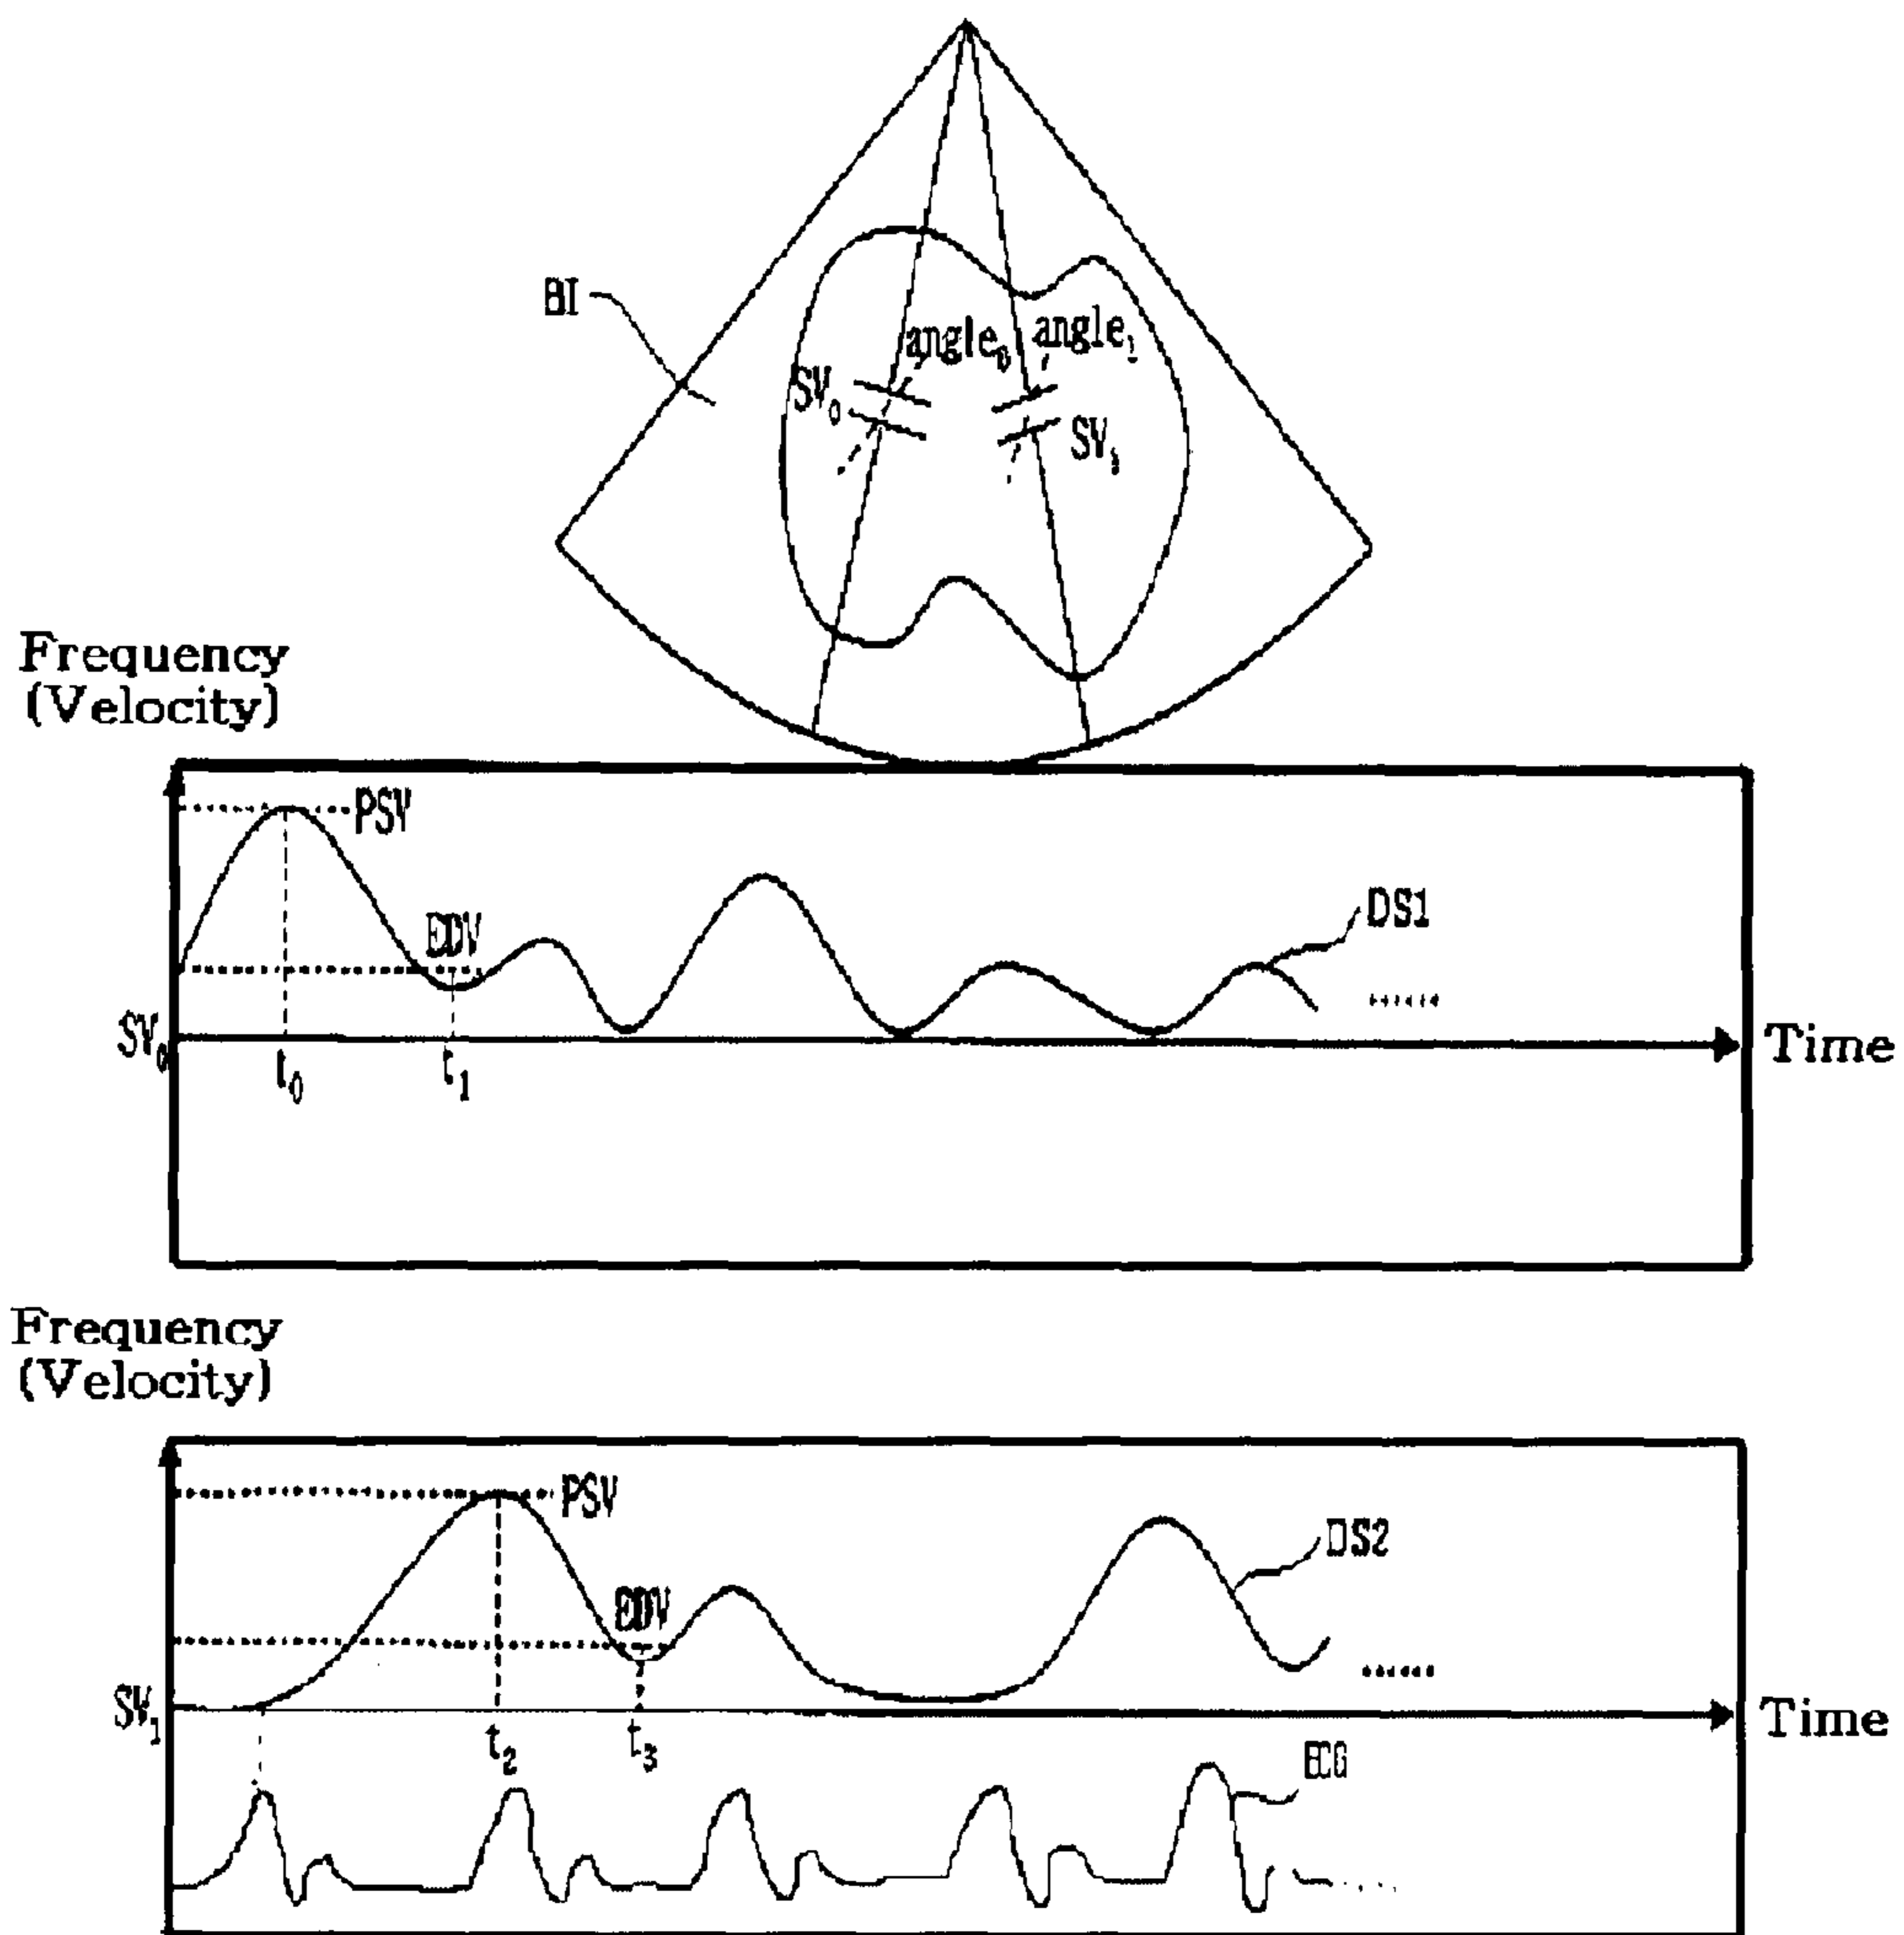 BI
angle₀ angle₁
SV₀
SV₁
Frequency
(Velocity)
PSV
EDV
DS1
SV₀
Time
t₀ t₁
Frequency
(Velocity)
PSV
DS2
EDV
SV₁
Time
t₂ t₃
ECG